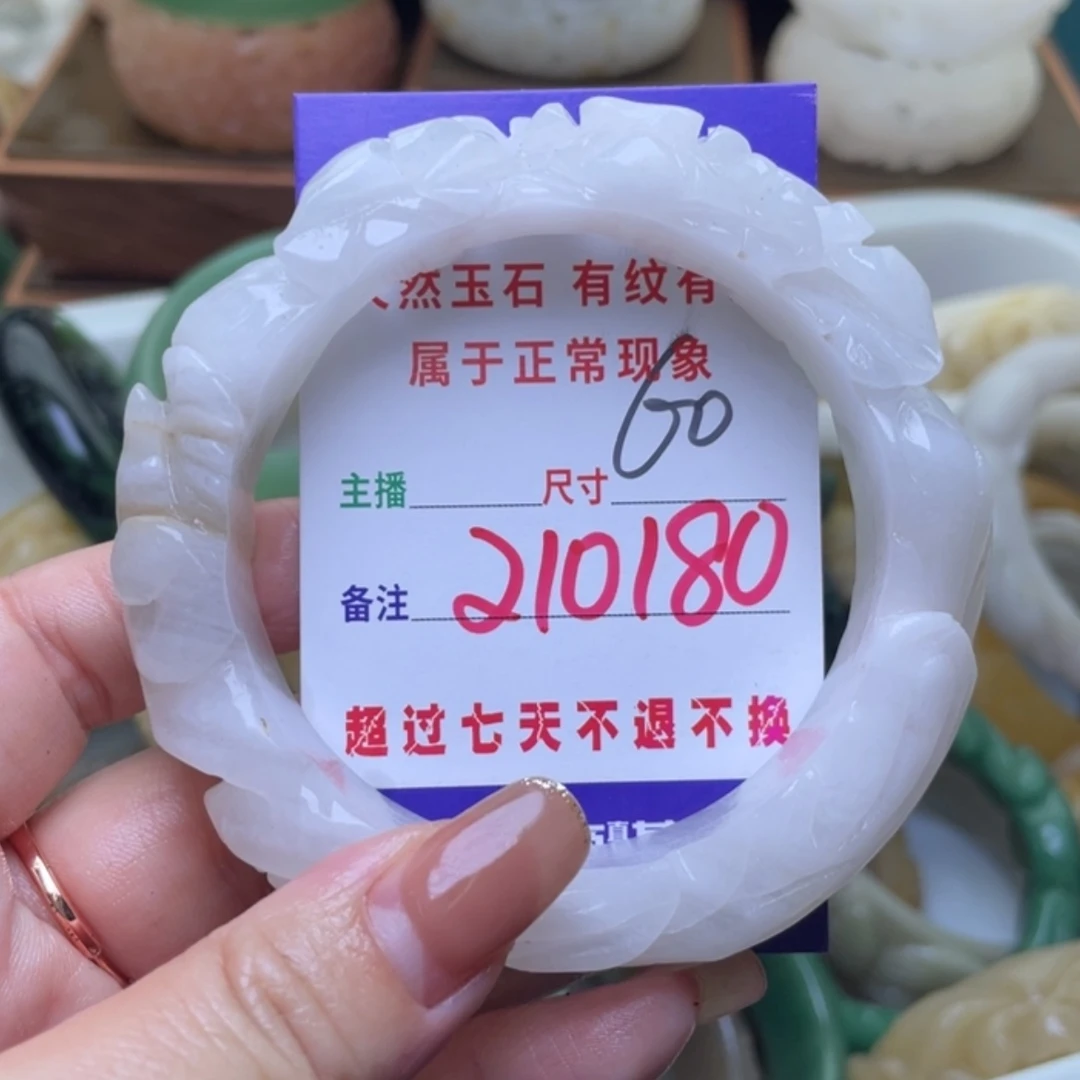 然玉石 有纹有
属于正常现象
60
主播 尺寸
210180
备注
超过七天不退不换